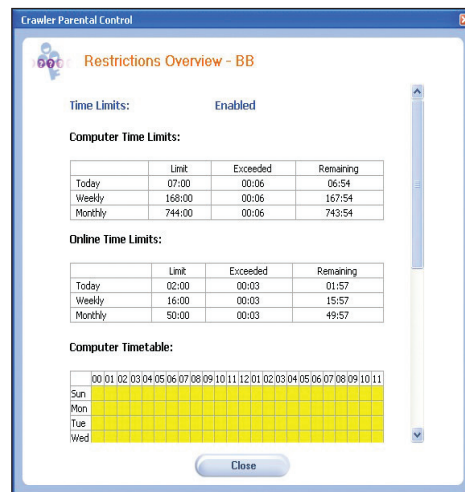 Crawler Parental Control
Restrictions Overview - BB
Time Limits: Enabled
Computer Time Limits:
Limit Exceeded Remaining
Today 07:00 00:06 06:54
Weekly 168:00 00:06 167:54
Monthly 744:00 00:06 743:54
Online Time Limits:
Limit Exceeded Remaining
Today 02:00 00:03 01:57
Weekly 16:00 00:03 15:57
Monthly 50:00 00:03 49:57
Computer Timetable:
00 01 02 03 04 05 06 07 08 09 10 11 12 01 02 03 04 05 06 07 08 09 10 11
Sun
Mon
Tue
Wed
Close